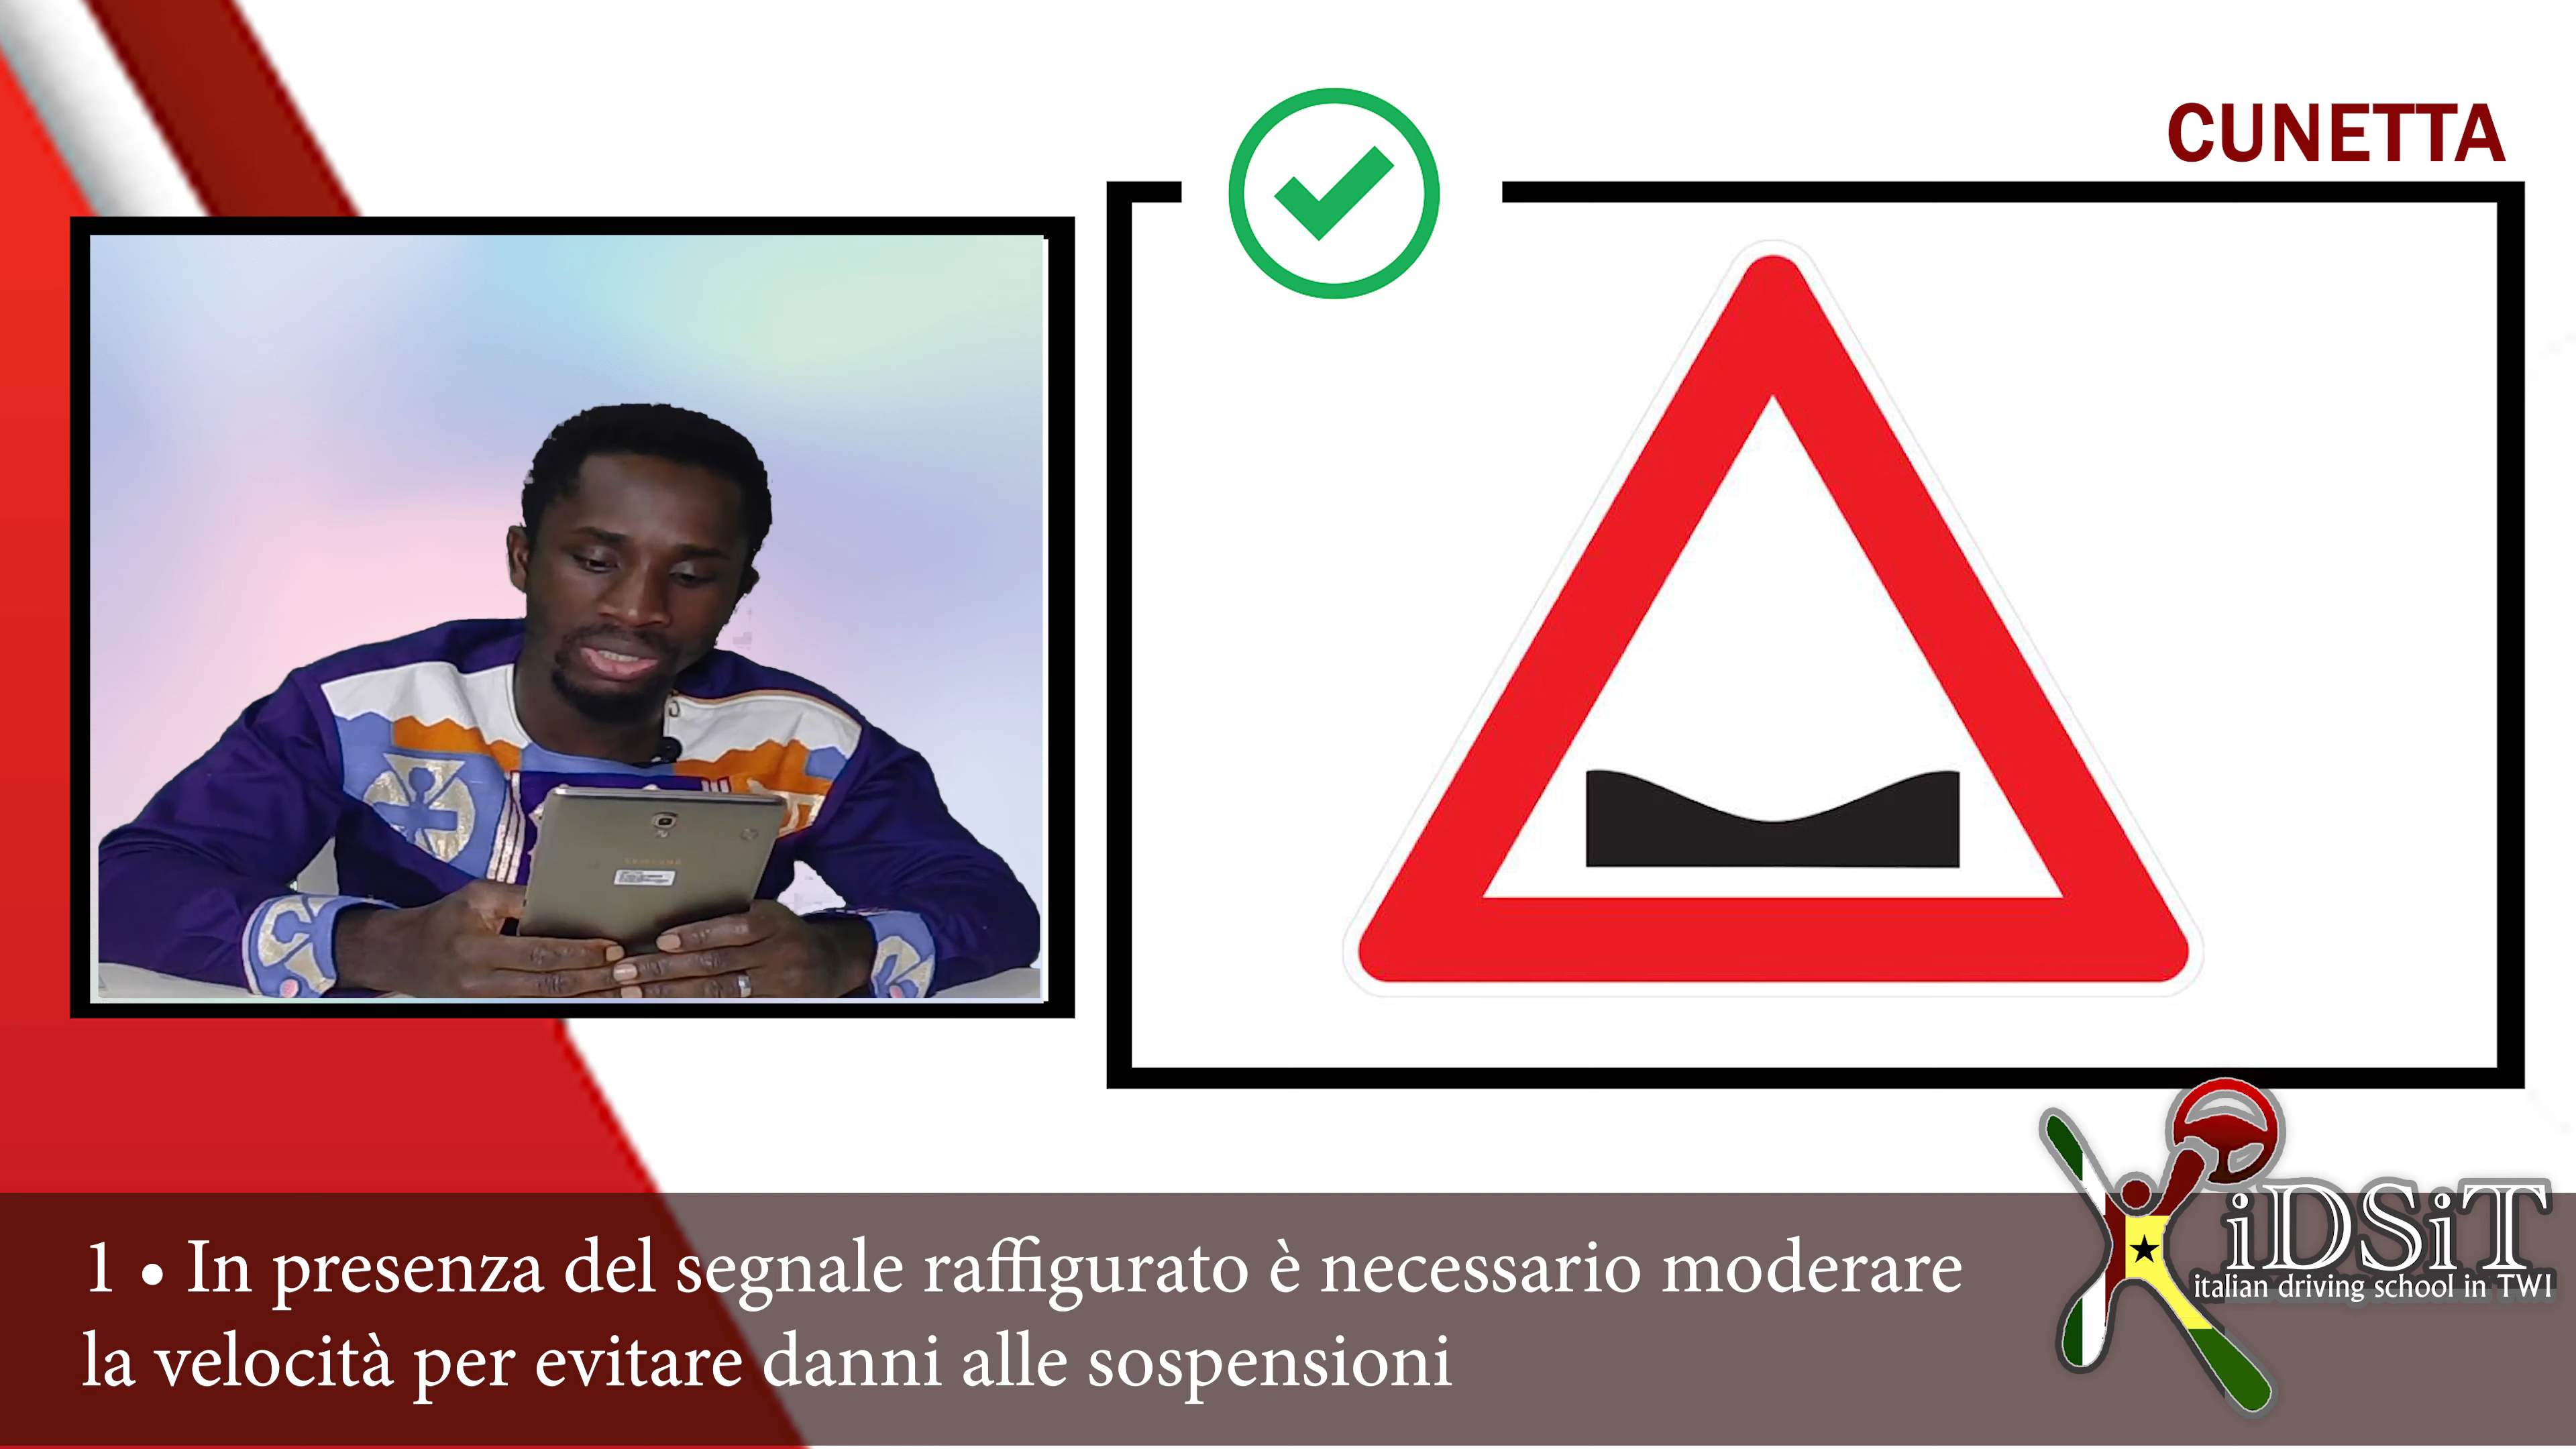 CUNETTA
1 • In presenza del segnale raffigurato è necessario moderare
la velocità per evitare danni alle sospensioni
iDSiT
italian driving school in TWI